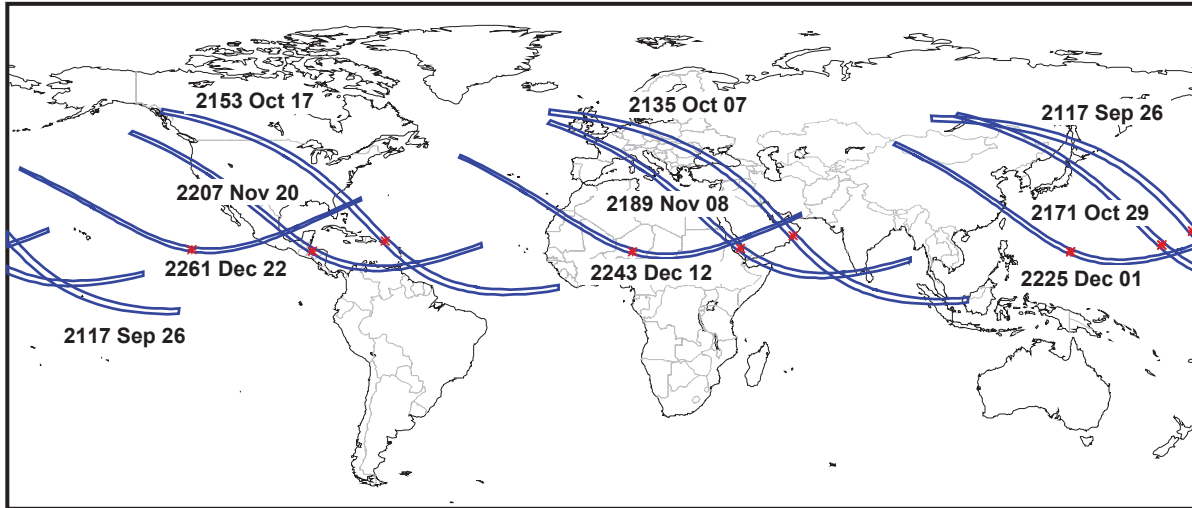 2153 Oct 17
2135 Oct 07
2117 Sep 26
2207 Nov 20
2189 Nov 08
2171 Oct 29
2261 Dec 22
2243 Dec 12
2225 Dec 01
2117 Sep 26